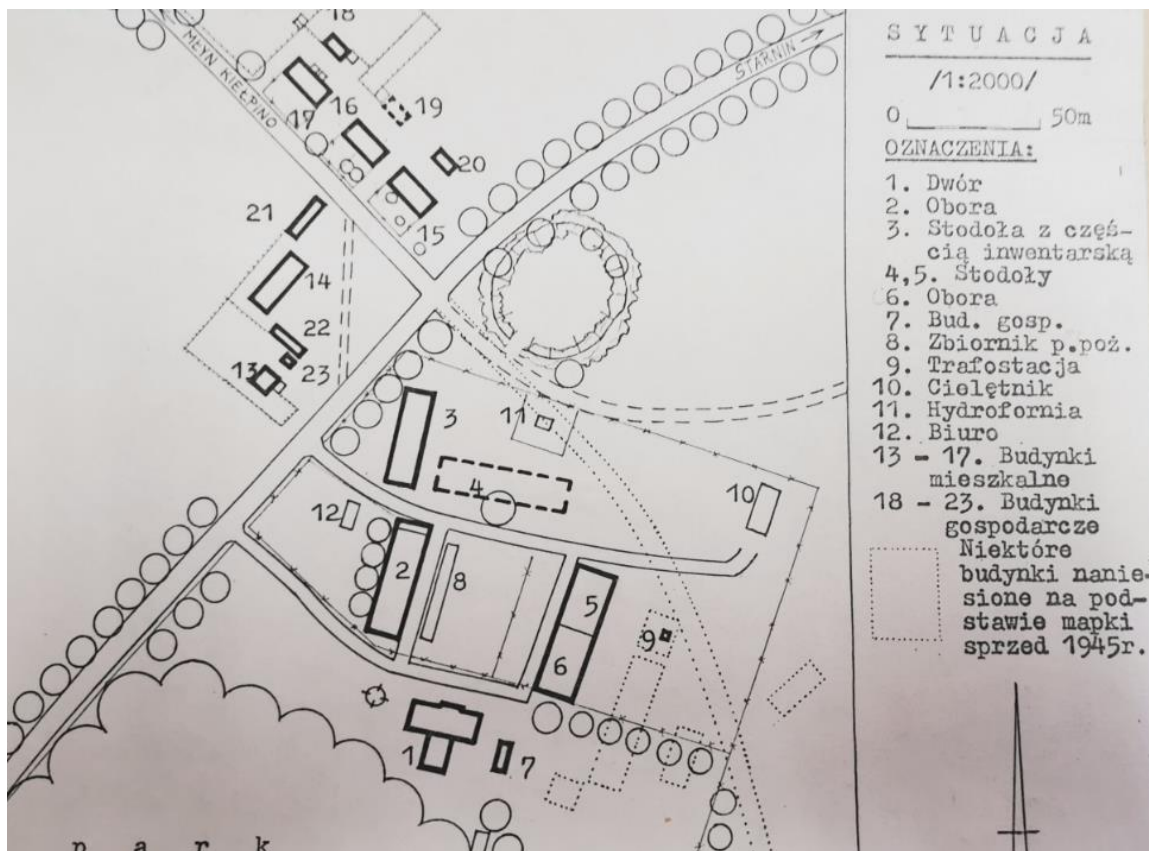 18
MŁYN KIEŁPINO
16
17
19
20
15
STARNIN
21
14
22
13
23
3
11
4
10
12
2
8
5
9
6
1
7
p a r k
S Y T U A C J A
/1:2000/
0 50m
OZNACZENIA:
1. Dwór
2. Obora
3. Stodoła z częś-
cią inwentarską
4,5. Stodoły
6. Obora
7. Bud. gosp.
8. Zbiornik p.poż.
9. Trafostacja
10. Cielętnik
11. Hydrofornia
12. Biuro
13 - 17. Budynki
mieszkalne
18 - 23. Budynki
gospodarcze
Niektóre
budynki nanie-
sione na pod-
stawie mapki
sprzed 1945r.